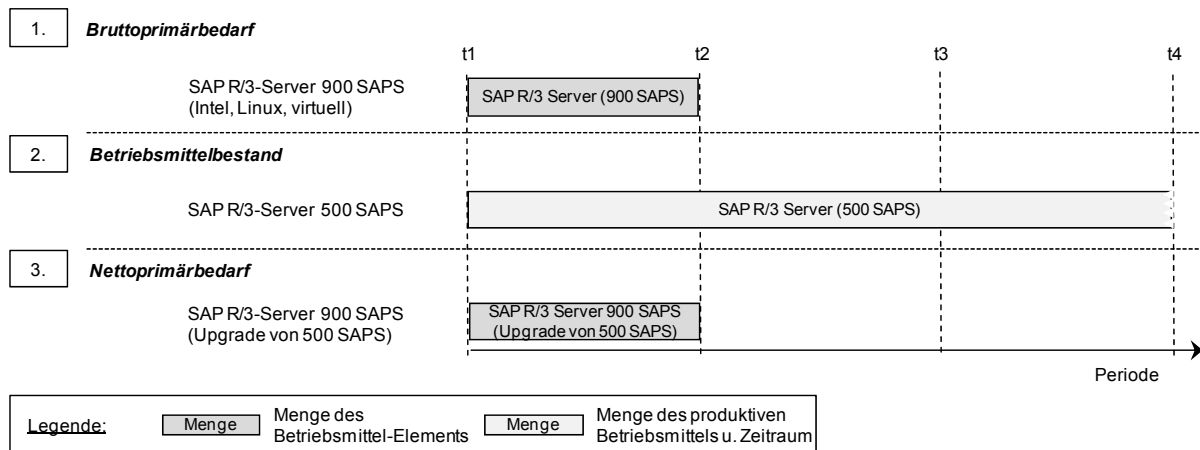 1.
Bruttoprimärbedarf
t1
t2
t3
t4
SAP R/3-Server 900 SAPS
(Intel, Linux, virtuell)
SAP R/3 Server (900 SAPS)
2.
Betriebsmittelbestand
SAP R/3-Server 500 SAPS
SAP R/3 Server (500 SAPS)
3.
Nettoprimärbedarf
SAP R/3-Server 900 SAPS
(Upgrade von 500 SAPS)
SAP R/3 Server 900 SAPS
(Upgrade von 500 SAPS)
Periode
Legende:
Menge
Menge des
Betriebsmittel-Elements
Menge
Menge des produktiven
Betriebsmittels u. Zeitraum